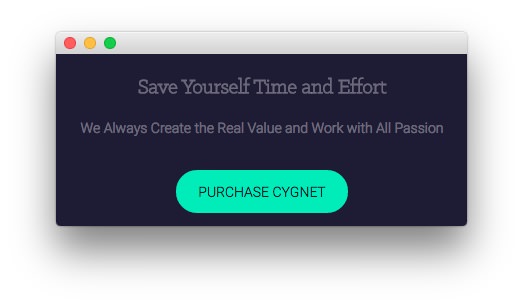 Save Yourself Time and Effort
We Always Create the Real Value and Work with All Passion
PURCHASE CYGNET